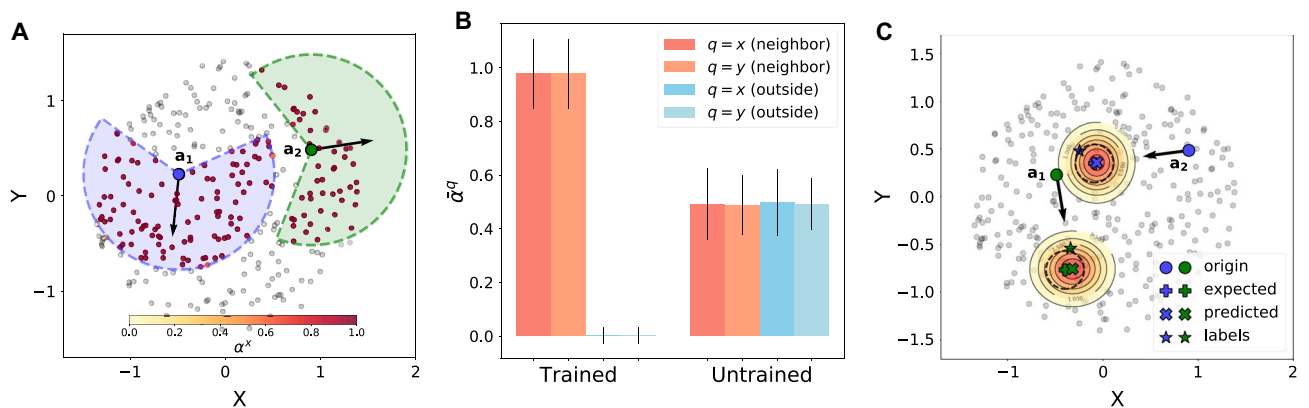 A
Y
1
0
−1
a₁
a₂
0.0 0.2 0.4 0.6 0.8 1.0
αˣ
−1 0 1 2
X
B
ᾱ^q
1.0
0.8
0.6
0.4
0.2
0.0
q = x (neighbor)
q = y (neighbor)
q = x (outside)
q = y (outside)
Trained Untrained
C
Y
1.5
1.0
0.5
0.0
−0.5
−1.0
−1.5
a₁
a₂
origin
expected
predicted
labels
−1 0 1
X